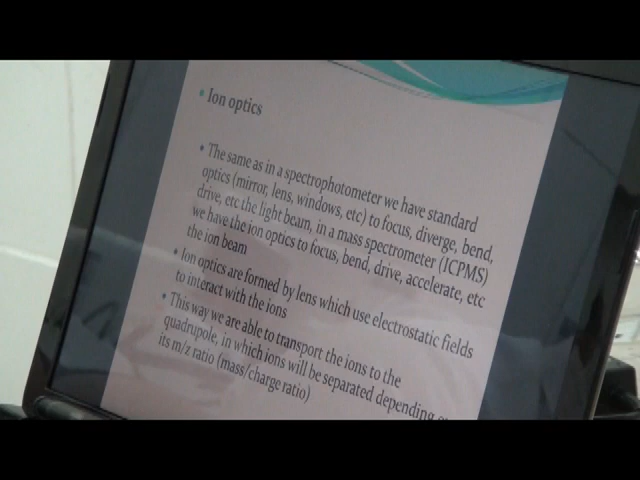 • Ion optics
• The same as in a spectrophotometer we have standard
optics (mirror, lens, windows, etc) to focus, diverge, bend,
drive, etc the light beam, in a mass spectrometer (ICPMS)
we have the ion optics to focus, bend, drive, accelerate, etc
the ion beam
• Ion optics are formed by lens which use electrostatic fields
to interact with the ions
• This way we are able to transport the ions to the
quadrupole, in which ions will be separated depending
its m/z ratio (mass/charge ratio)